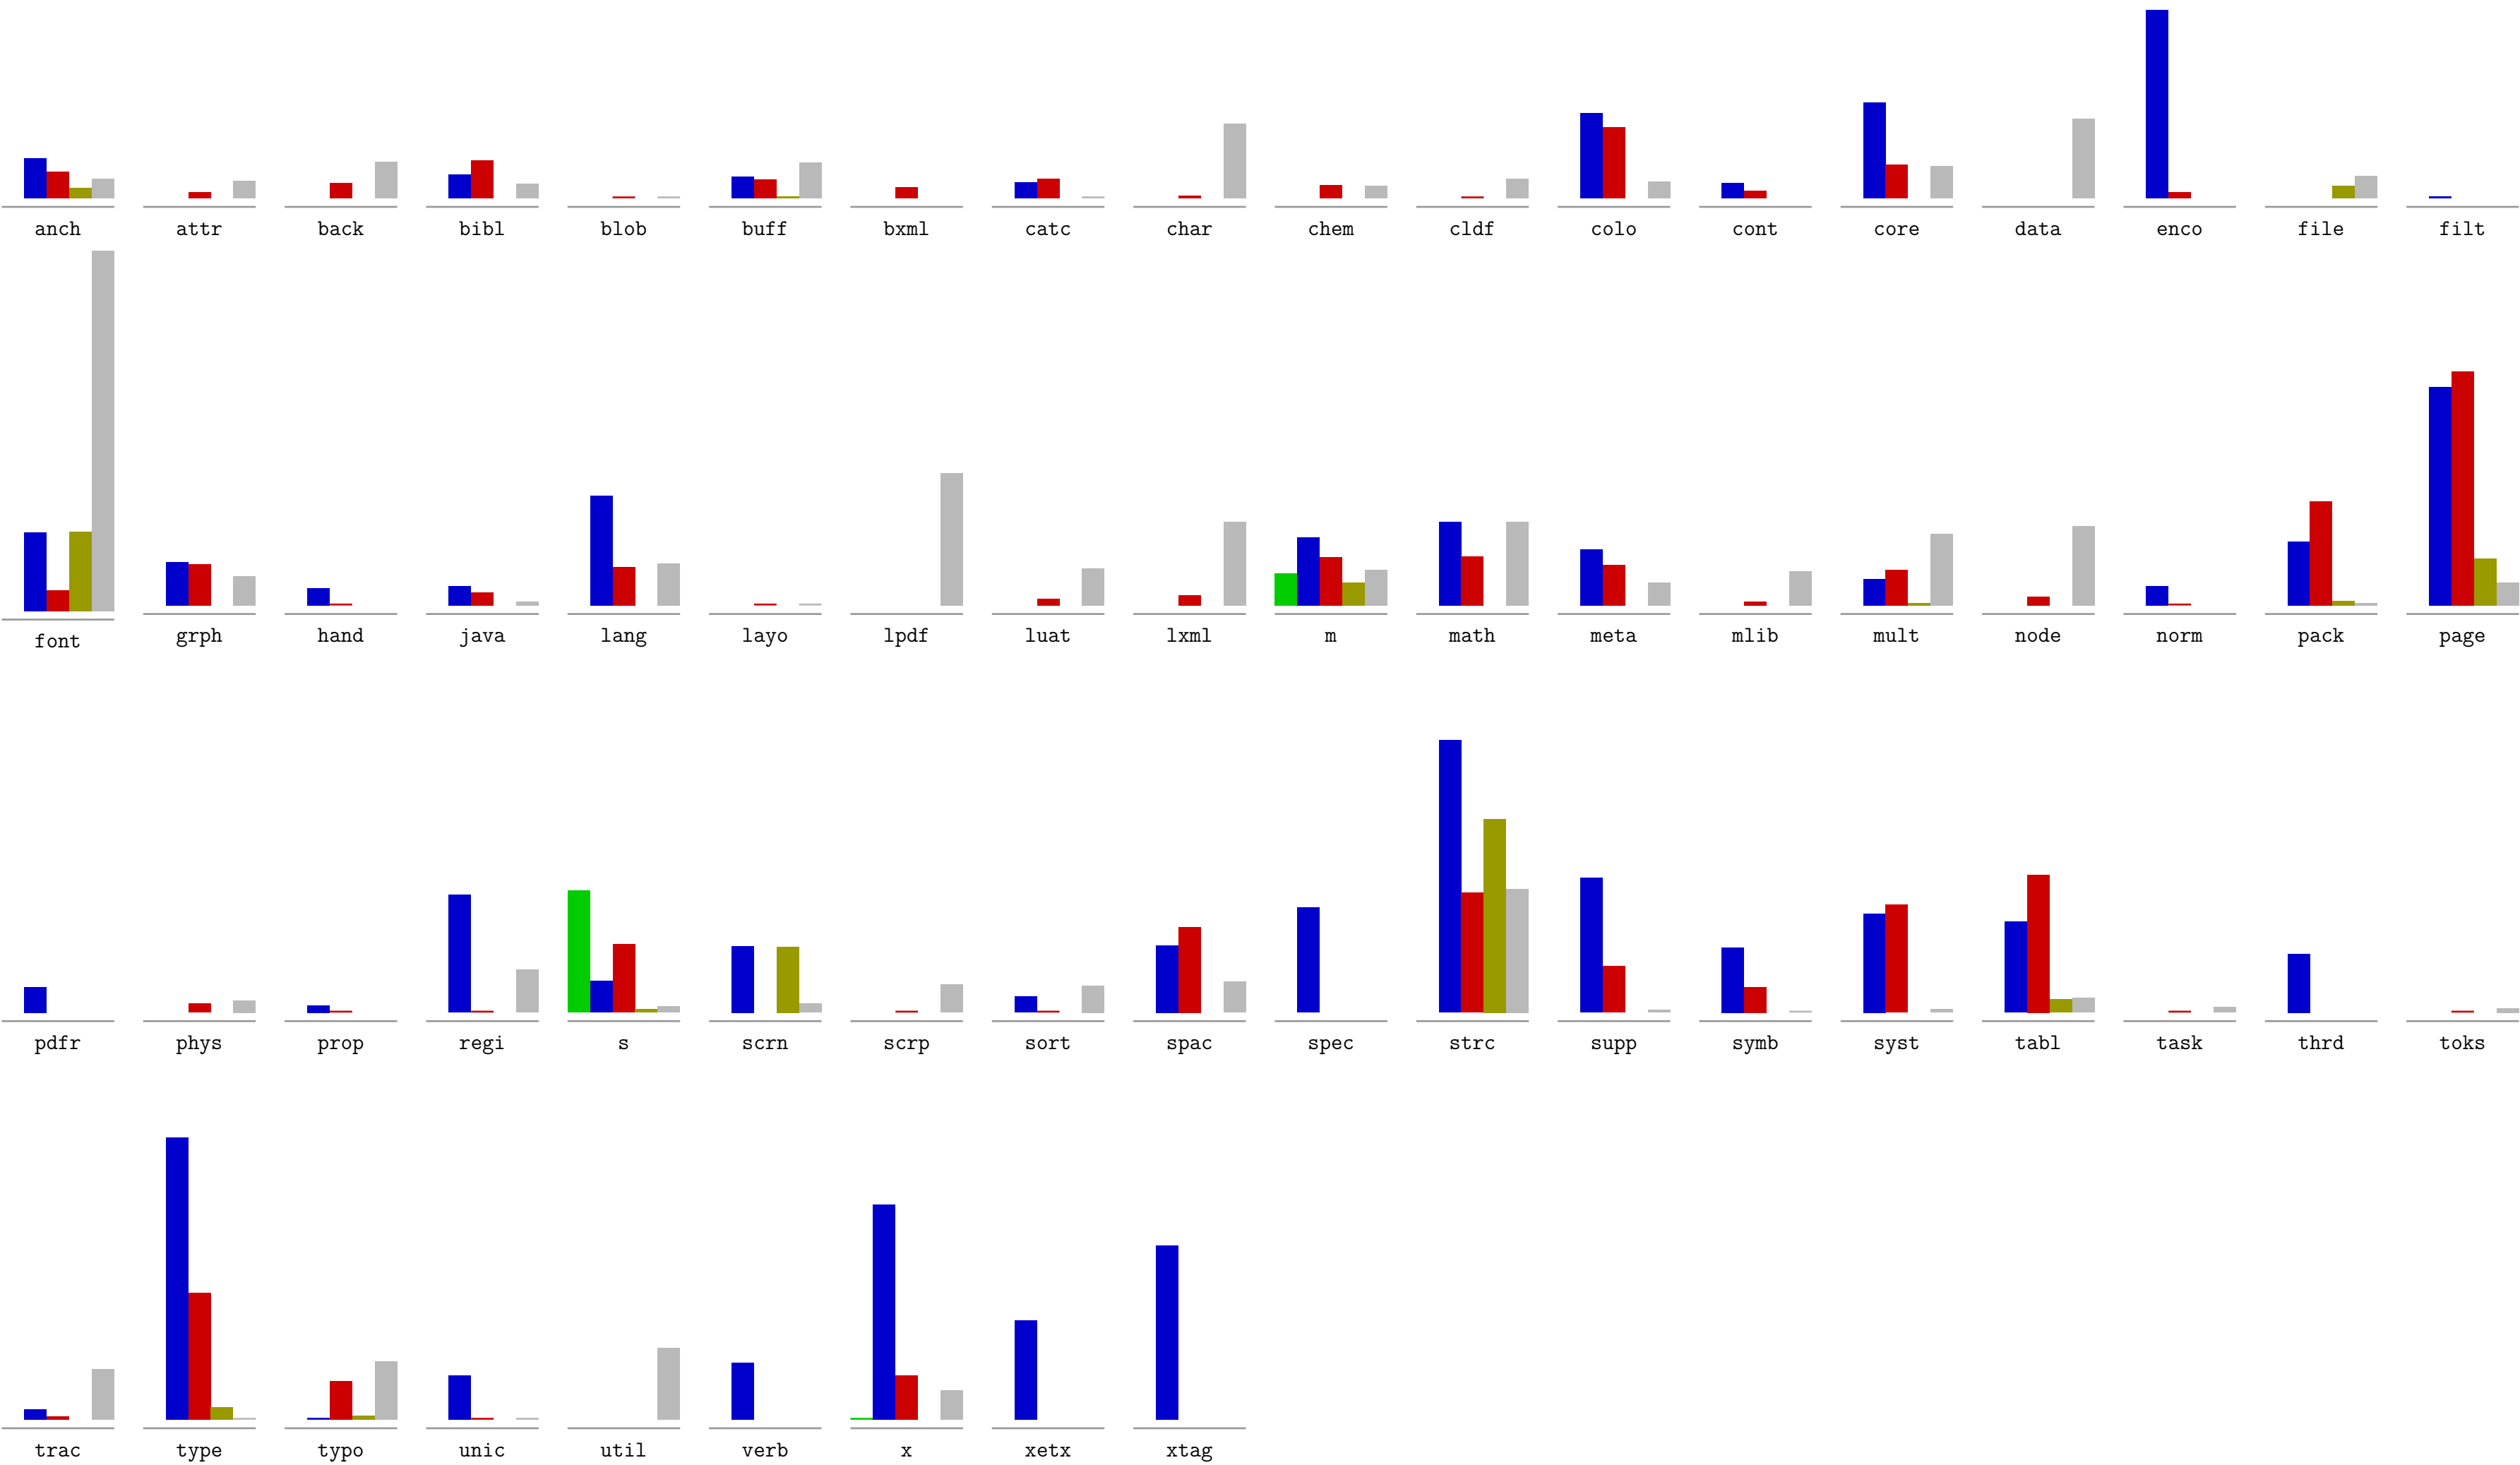 anch attr back bibl blob buff bxml catc char chem cldf colo cont core data enco file filt
font grph hand java lang layo lpdf luat lxml m math meta mlib mult node norm pack page
pdfr phys prop regi s scrn scrp sort spac spec strc supp symb syst tabl task thrd toks
trac type typo unic util verb x xetx xtag